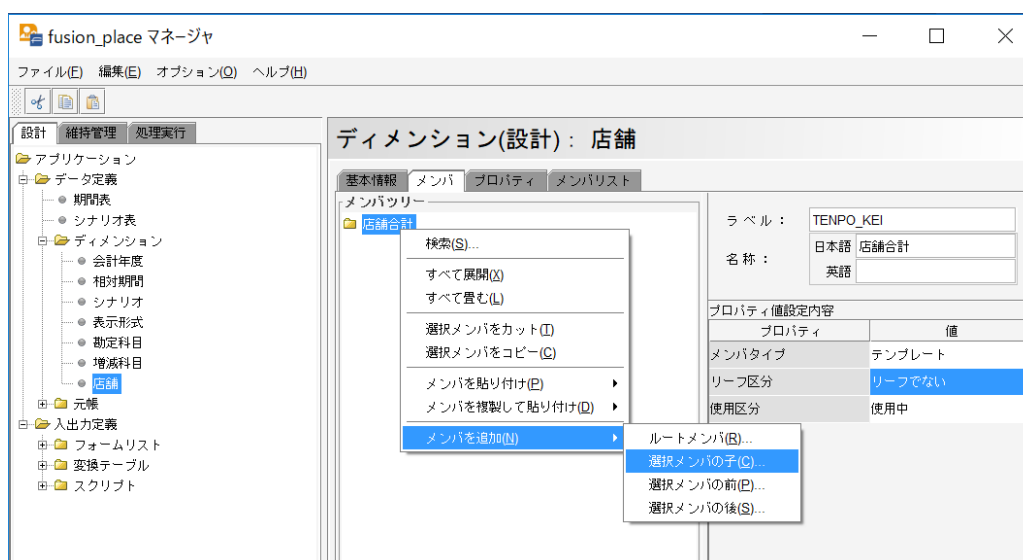 fusion_place マネージャ
ファイル(F) 編集(E) オプション(O) ヘルプ(H)
設計 維持管理 処理実行
アプリケーション
データ定義
期間表
シナリオ表
ディメンション
会計年度
相対期間
シナリオ
表示形式
勘定科目
増減科目
店舗
元帳
入出力定義
フォームリスト
変換テーブル
スクリプト
ディメンション(設計) : 店舗
基本情報 メンバ プロパティ メンバリスト
メンバツリー
店舗合計
検索(S)...
すべて展開(X)
すべて畳む(L)
選択メンバをカット(T)
選択メンバをコピー(C)
メンバを貼り付け(P)
メンバを複製して貼り付け(D)
メンバを追加(N)
ルートメンバ(R)...
選択メンバの子(C)...
選択メンバの前(P)...
選択メンバの後(S)...
ラベル : TENPO_KEI
名称 : 日本語 店舗合計
英語
プロパティ値設定内容
プロパティ 値
メンバタイプ テンプレート
リーフ区分 リーフでない
使用区分 使用中